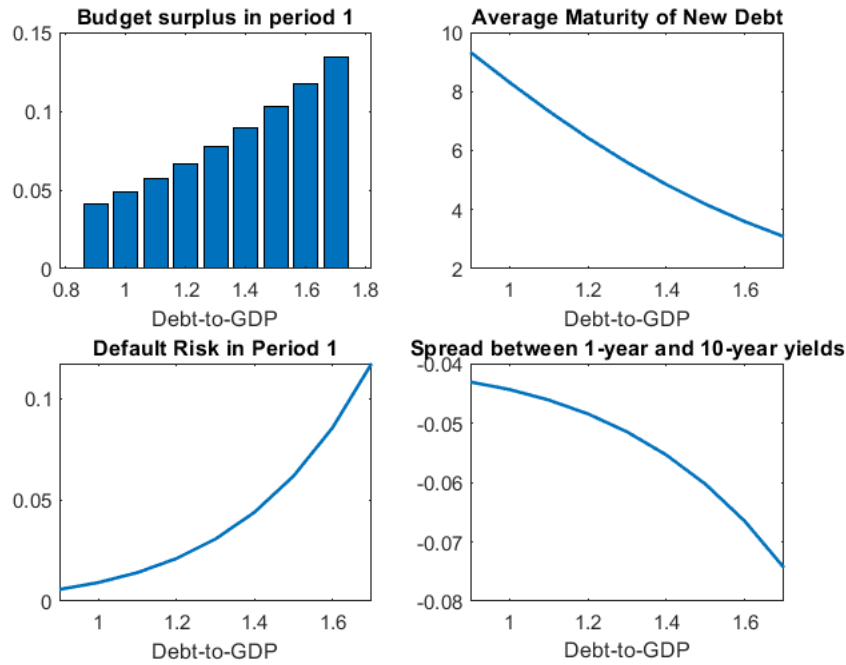 Budget surplus in period 1
0.15
0.1
0.05
0
0.8 1 1.2 1.4 1.6 1.8
Debt-to-GDP
Average Maturity of New Debt
10
8
6
4
2
1 1.2 1.4 1.6
Debt-to-GDP
Default Risk in Period 1
0.1
0.05
0
1 1.2 1.4 1.6
Debt-to-GDP
Spread between 1-year and 10-year yields
-0.04
-0.05
-0.06
-0.07
-0.08
1 1.2 1.4 1.6
Debt-to-GDP